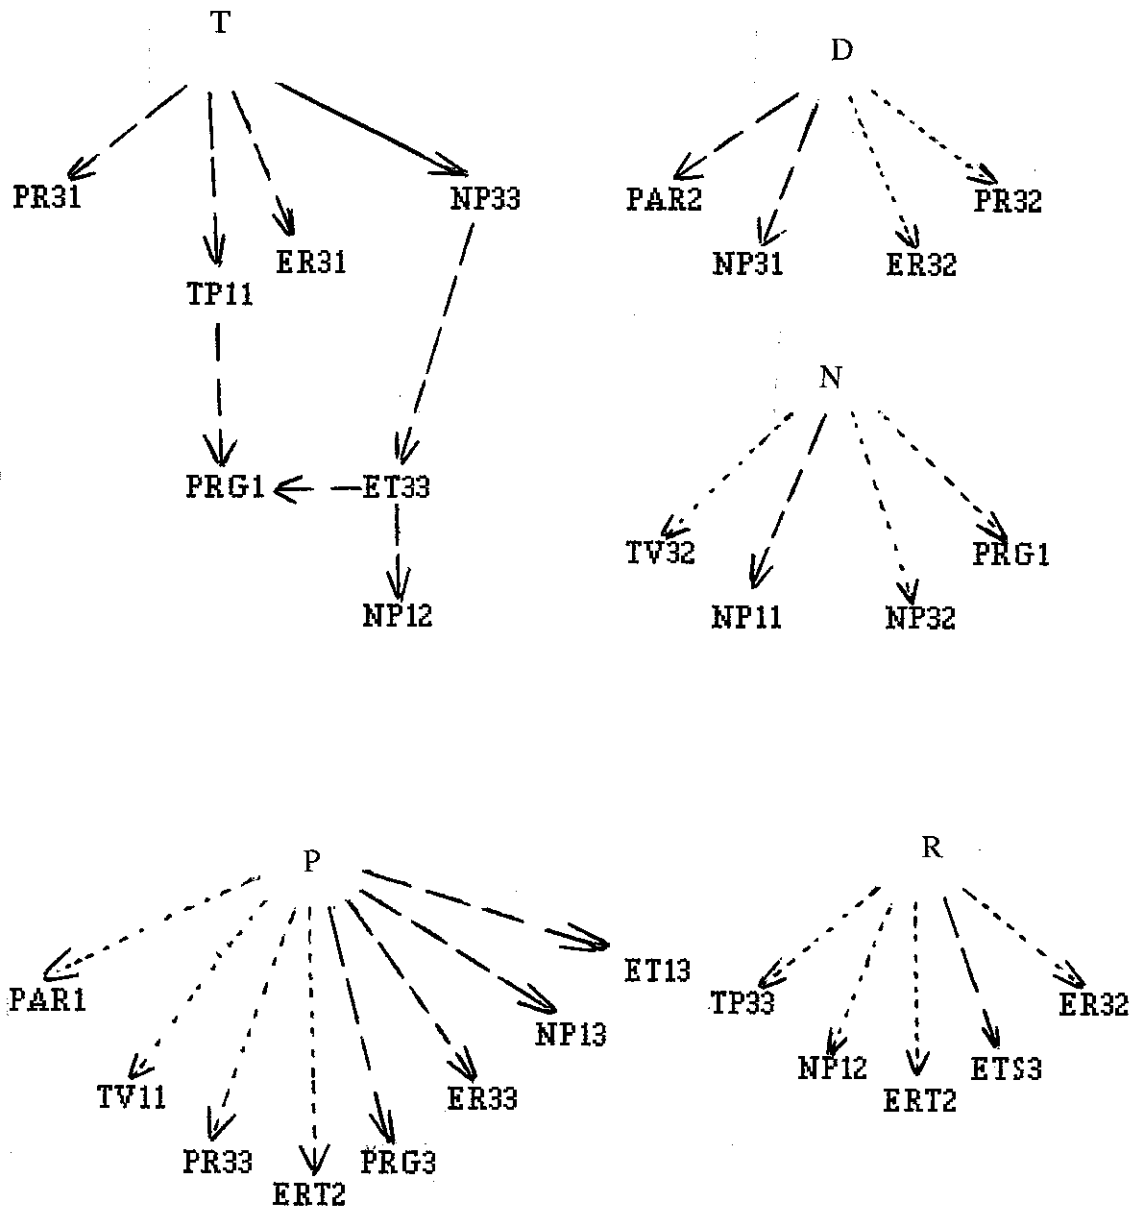 T
D
PR31
NP33
PAR2
PR32
ER31
NP31
ER32
TP11
N
PRG1
ET33
TV32
PRG1
NP12
NP11
NP32
P
R
ET13
PAR1
TP33
ER32
NP13
NP12
ETS3
TV11
ER33
ERT2
PR33
PRG3
ERT2